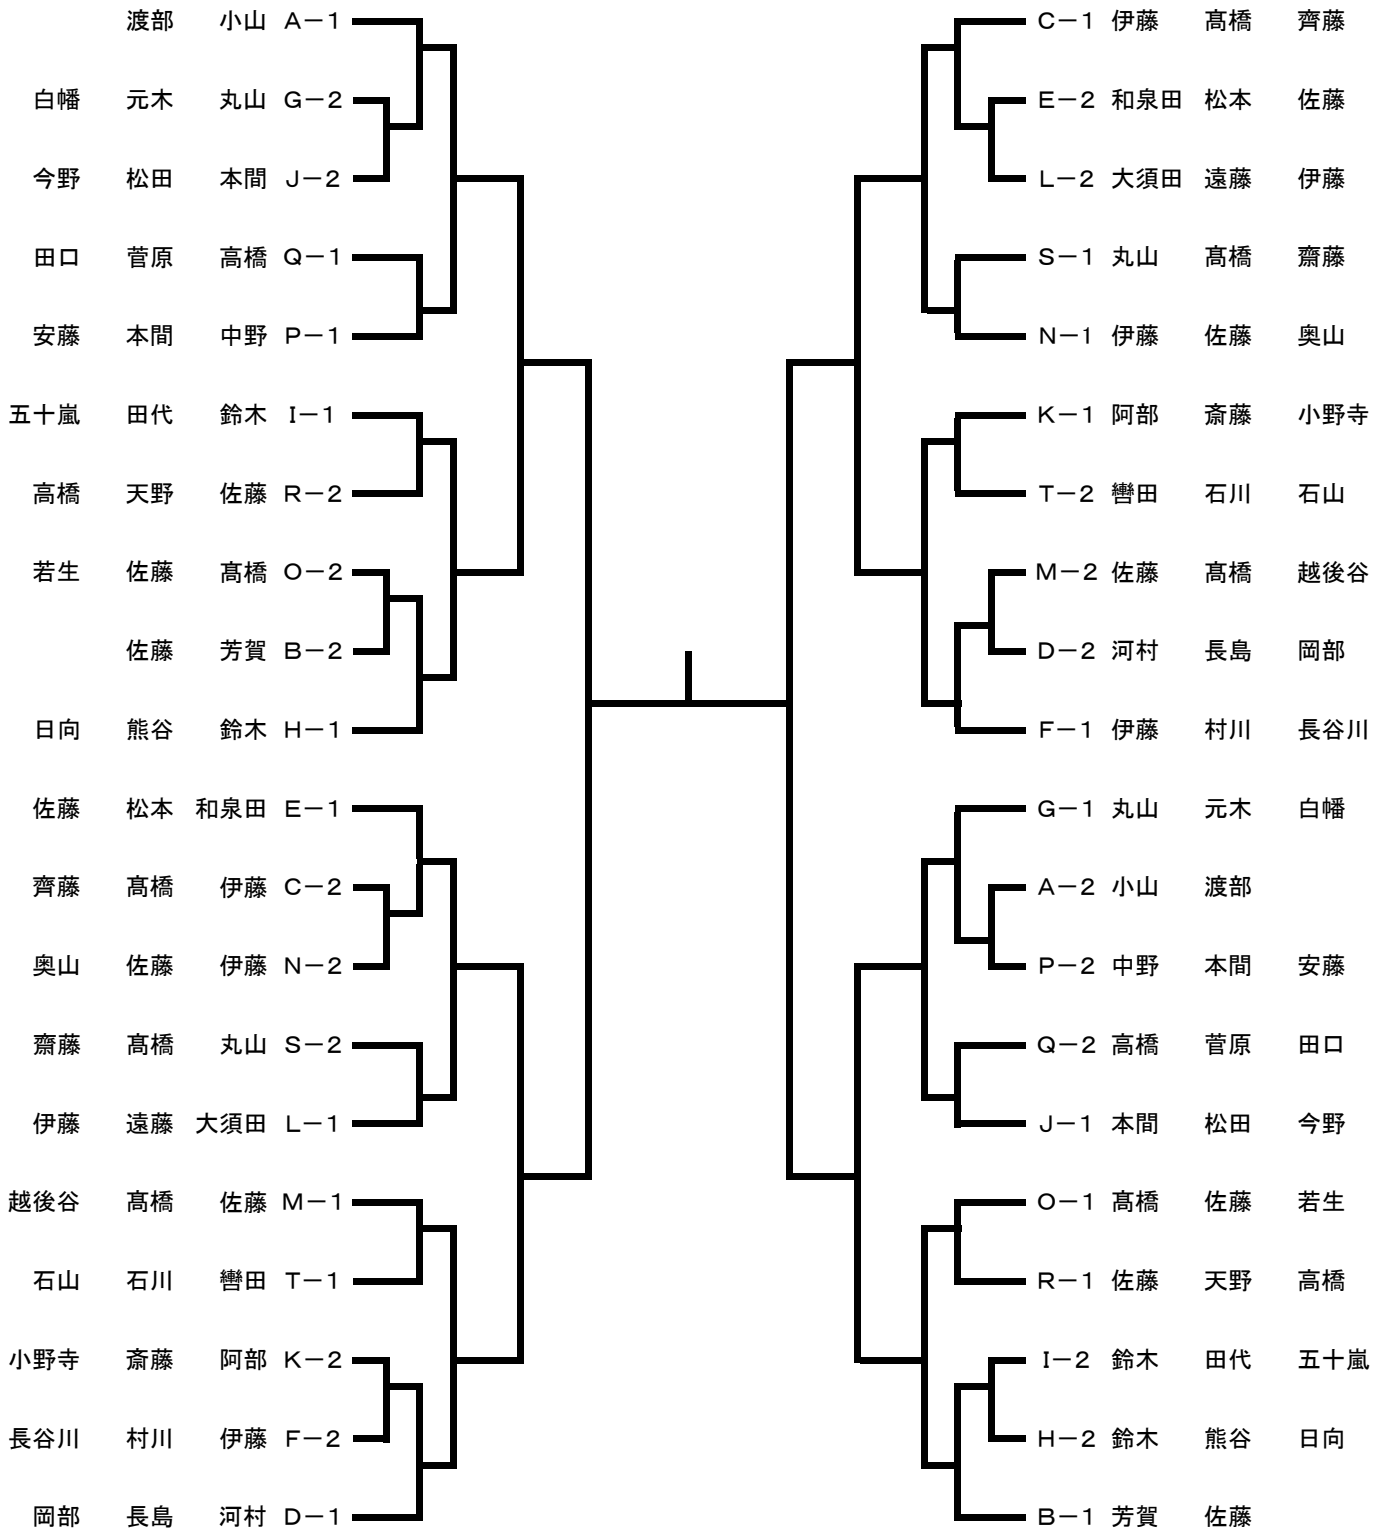 渡部 小山 A－1
白幡 元木 丸山 G－2
今野 松田 本間 J－2
田口 菅原 高橋 Q－1
安藤 本間 中野 P－1
五十嵐 田代 鈴木 I－1
高橋 天野 佐藤 R－2
若生 佐藤 髙橋 O－2
佐藤 芳賀 B－2
日向 熊谷 鈴木 H－1
佐藤 松本 和泉田 E－1
齊藤 髙橋 伊藤 C－2
奥山 佐藤 伊藤 N－2
齋藤 髙橋 丸山 S－2
伊藤 遠藤 大須田 L－1
越後谷 髙橋 佐藤 M－1
石山 石川 轡田 T－1
小野寺 斎藤 阿部 K－2
長谷川 村川 伊藤 F－2
岡部 長島 河村 D－1
C－1 伊藤 髙橋 齊藤
E－2 和泉田 松本 佐藤
L－2 大須田 遠藤 伊藤
S－1 丸山 髙橋 齋藤
N－1 伊藤 佐藤 奥山
K－1 阿部 斎藤 小野寺
T－2 轡田 石川 石山
M－2 佐藤 髙橋 越後谷
D－2 河村 長島 岡部
F－1 伊藤 村川 長谷川
G－1 丸山 元木 白幡
A－2 小山 渡部
P－2 中野 本間 安藤
Q－2 高橋 菅原 田口
J－1 本間 松田 今野
O－1 髙橋 佐藤 若生
R－1 佐藤 天野 高橋
I－2 鈴木 田代 五十嵐
H－2 鈴木 熊谷 日向
B－1 芳賀 佐藤